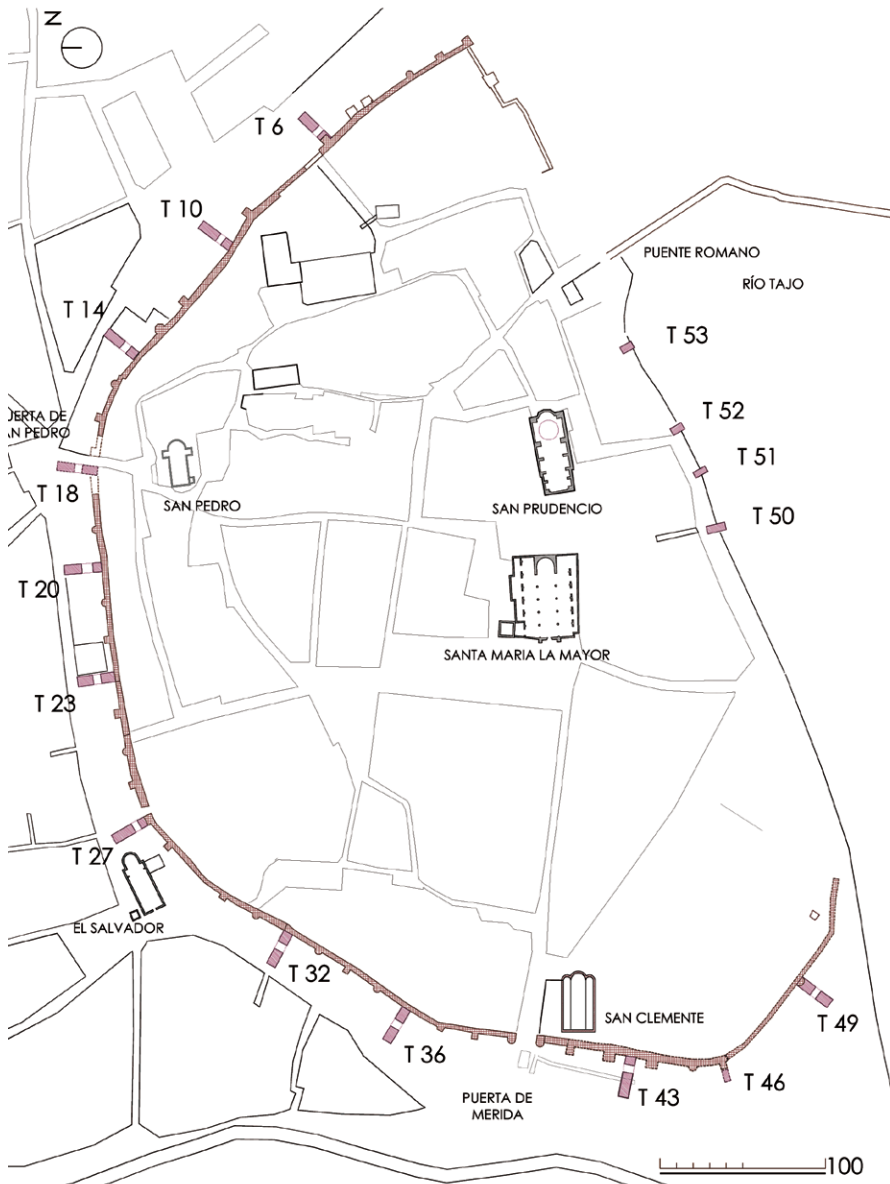 N
T 6
T 10
PUENTE ROMANO
RÍO TAJO
T 14
T 53
UERTA DE
AN PEDRO
T 52
T 51
T 18
SAN PEDRO
SAN PRUDENCIO
T 50
T 20
SANTA MARIA LA MAYOR
T 23
T 27
EL SALVADOR
T 32
SAN CLEMENTE
T 49
T 36
T 46
T 43
PUERTA DE
MERIDA
100